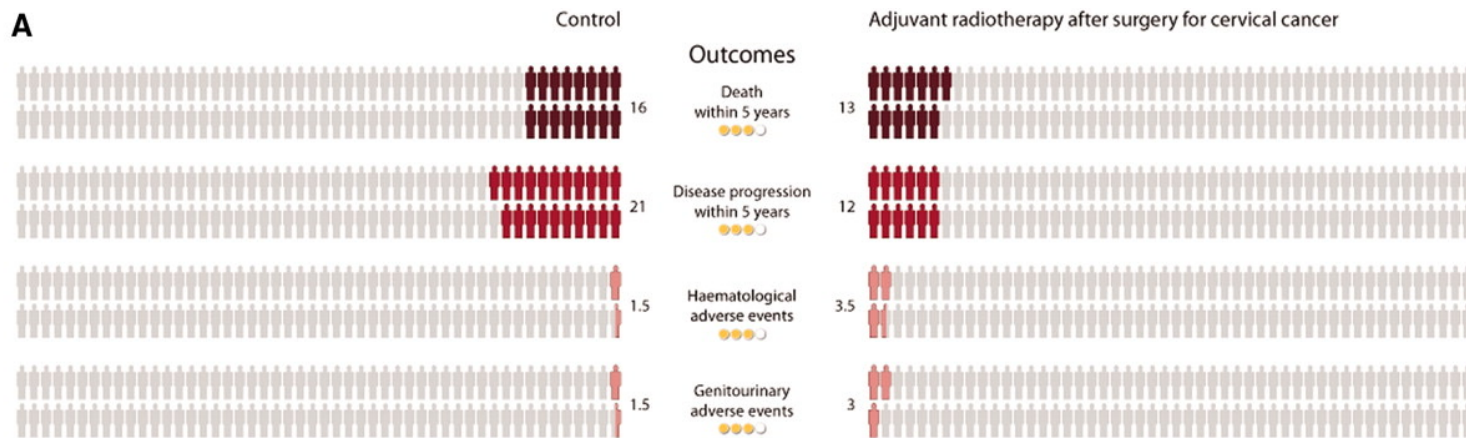 A
Control
Adjuvant radiotherapy after surgery for cervical cancer
Outcomes
16
Death
within 5 years
13
21
Disease progression
within 5 years
12
1.5
Haematological
adverse events
3.5
1.5
Genitourinary
adverse events
3